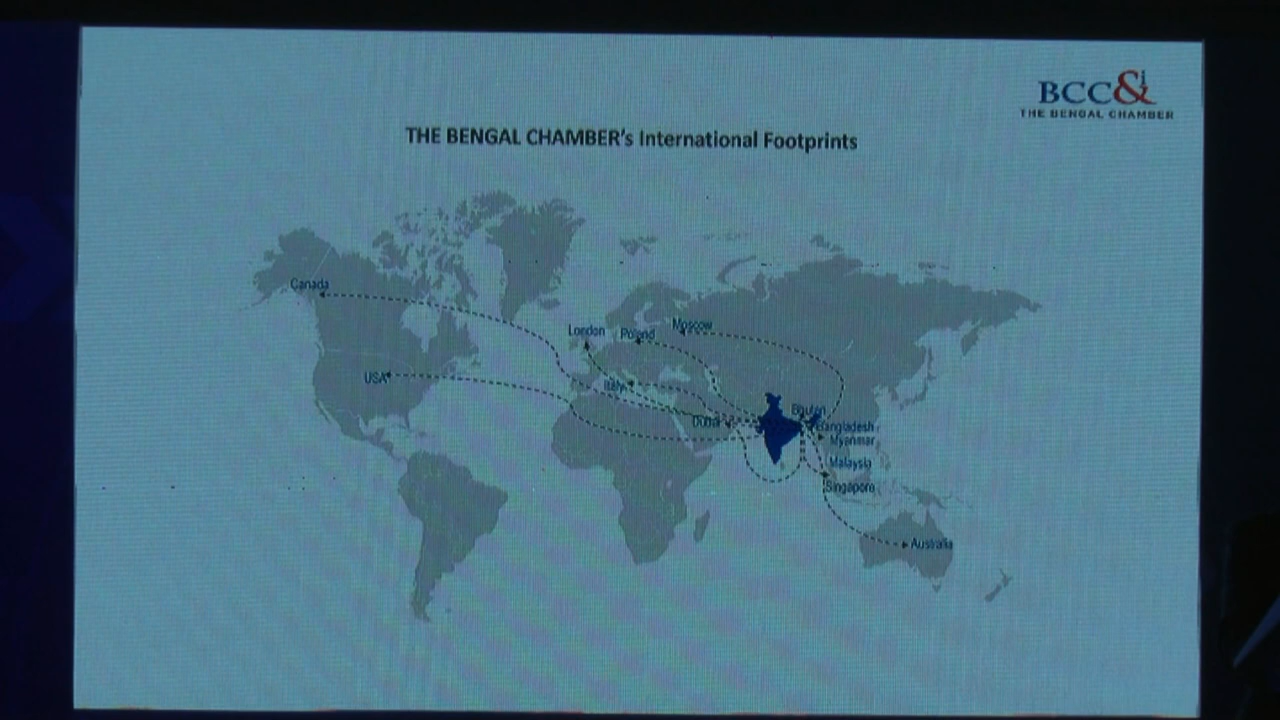 BCC&I
THE BENGAL CHAMBER
THE BENGAL CHAMBER's International Footprints
Canada
London
Poland
Moscow
USA
Italy
Dubai
Bhutan
Bangladesh
Myanmar
Malaysia
Singapore
Australia